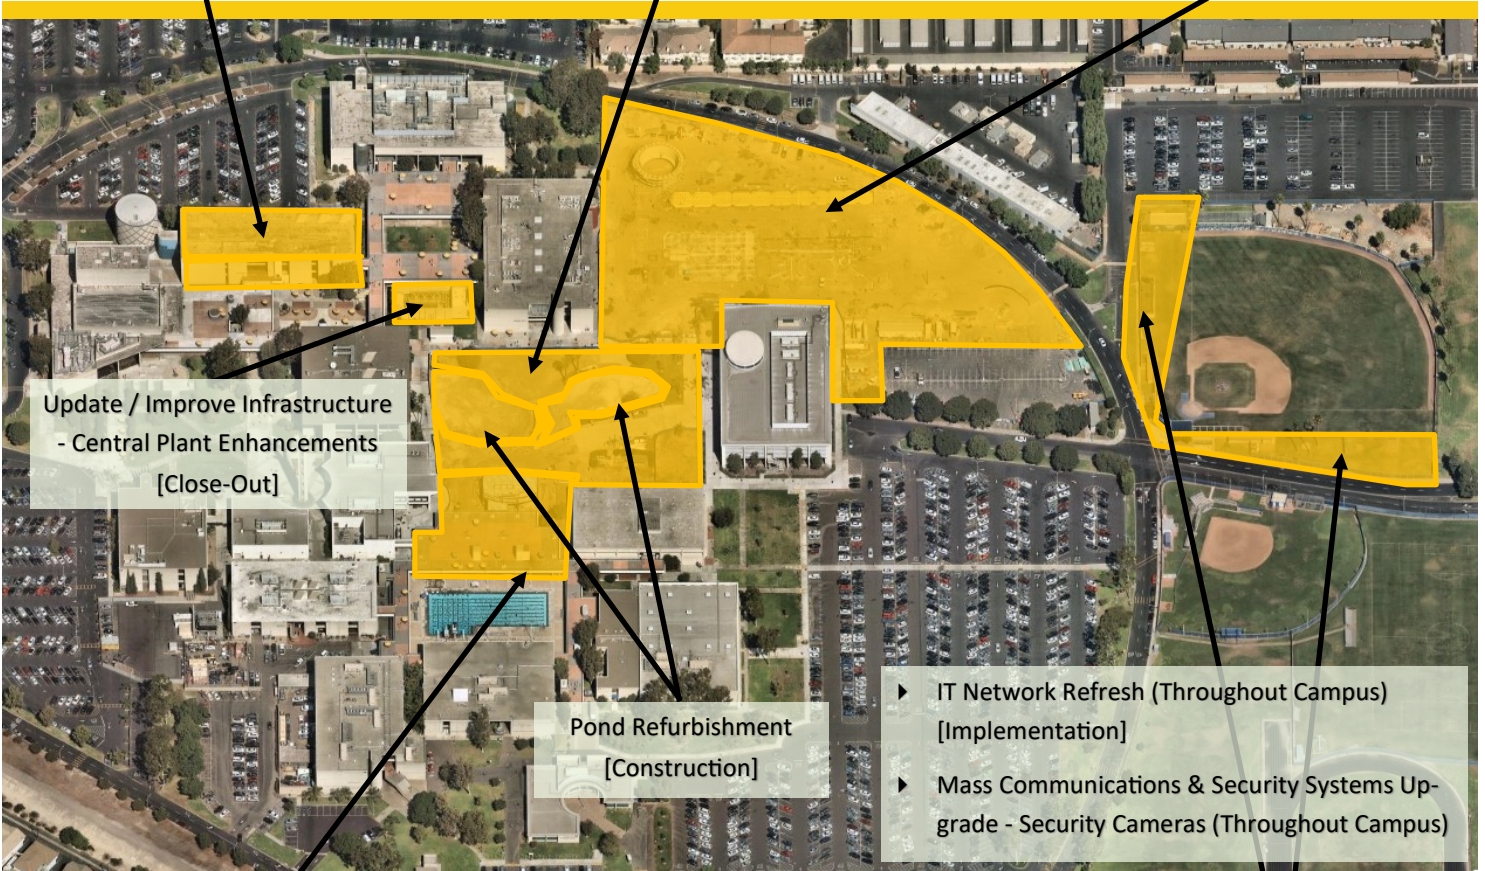 Update / Improve Infrastructure
- Central Plant Enhancements
[Close-Out]
Pond Refurbishment
[Construction]
IT Network Refresh (Throughout Campus)
[Implementation]
Mass Communications & Security Systems Up-
grade - Security Cameras (Throughout Campus)